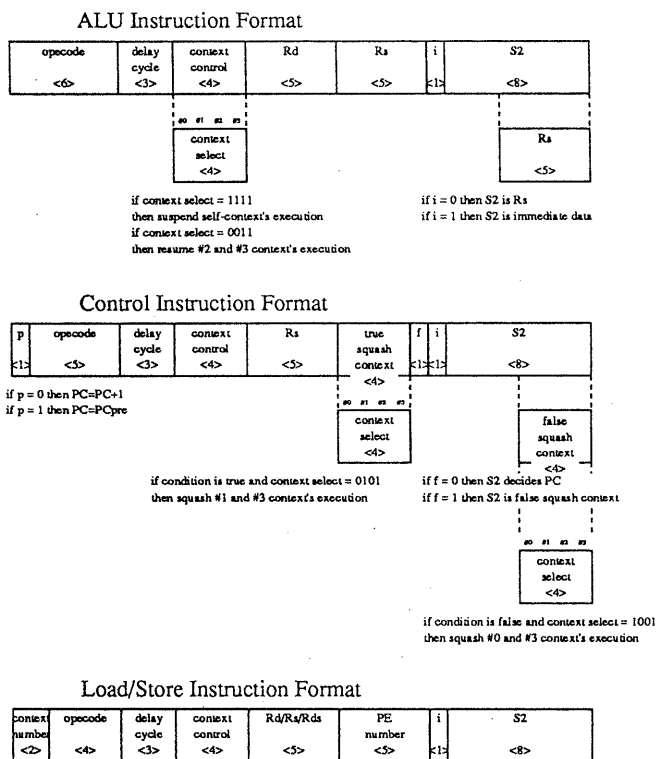 ALU Instruction Format
opecode delay context Rd Rs i S2
cycle control
<6> <3> <4> <5> <5> <1> <8>
#0 #1 #2 #3
context Rs
select
<4> <5>
if context select = 1111 if i = 0 then S2 is Rs
then suspend self-context's execution if i = 1 then S2 is immediate data
if context select = 0011
then resume #2 and #3 context's execution
Control Instruction Format
p opecode delay context Rs true f i S2
cycle control squash
<1> <5> <3> <4> <5> context <1> <1> <8>
<4>
if p = 0 then PC=PC+1
if p = 1 then PC=PCpre
#0 #1 #2 #3
context false
select squash
<4> context
<4>
if condition is true and context select = 0101 if f = 0 then S2 decides PC
then squash #1 and #3 context's execution if f = 1 then S2 is false squash context
#0 #1 #2 #3
context
select
<4>
if condition is false and context select = 1001
then squash #0 and #3 context's execution
Load/Store Instruction Format
context opecode delay context Rd/Rs/Rds PE i S2
number cycle control number
<2> <4> <3> <4> <5> <5> <1> <8>